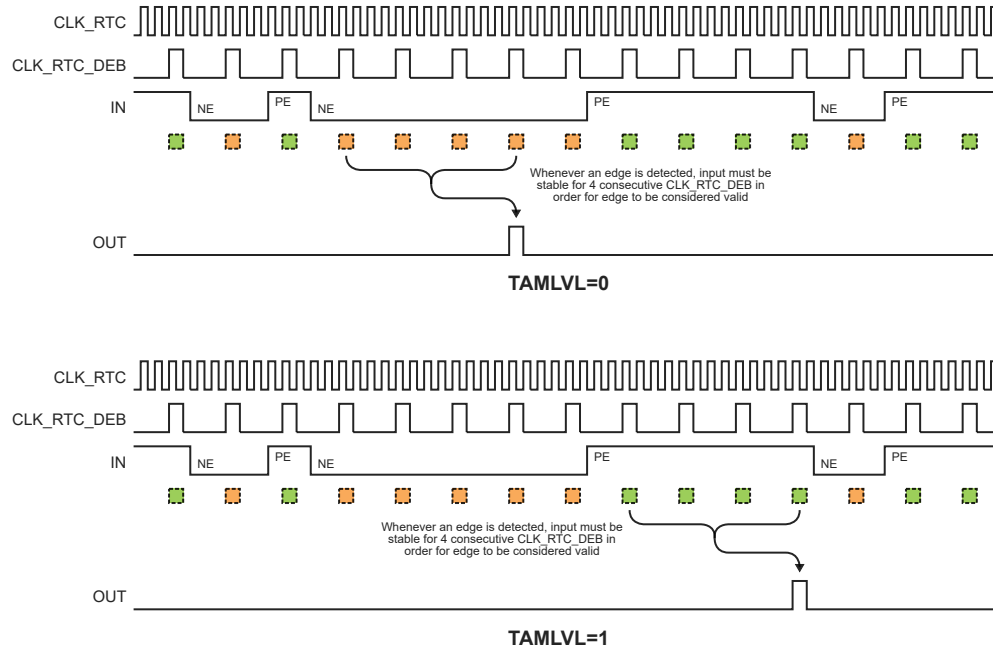 CLK_RTC
CLK_RTC_DEB
IN
NE
PE
NE
PE
NE
PE
Whenever an edge is detected, input must be
stable for 4 consecutive CLK_RTC_DEB in
order for edge to be considered valid
OUT
TAMLVL=0
CLK_RTC
CLK_RTC_DEB
IN
NE
PE
NE
PE
NE
PE
Whenever an edge is detected, input must be
stable for 4 consecutive CLK_RTC_DEB in
order for edge to be considered valid
OUT
TAMLVL=1